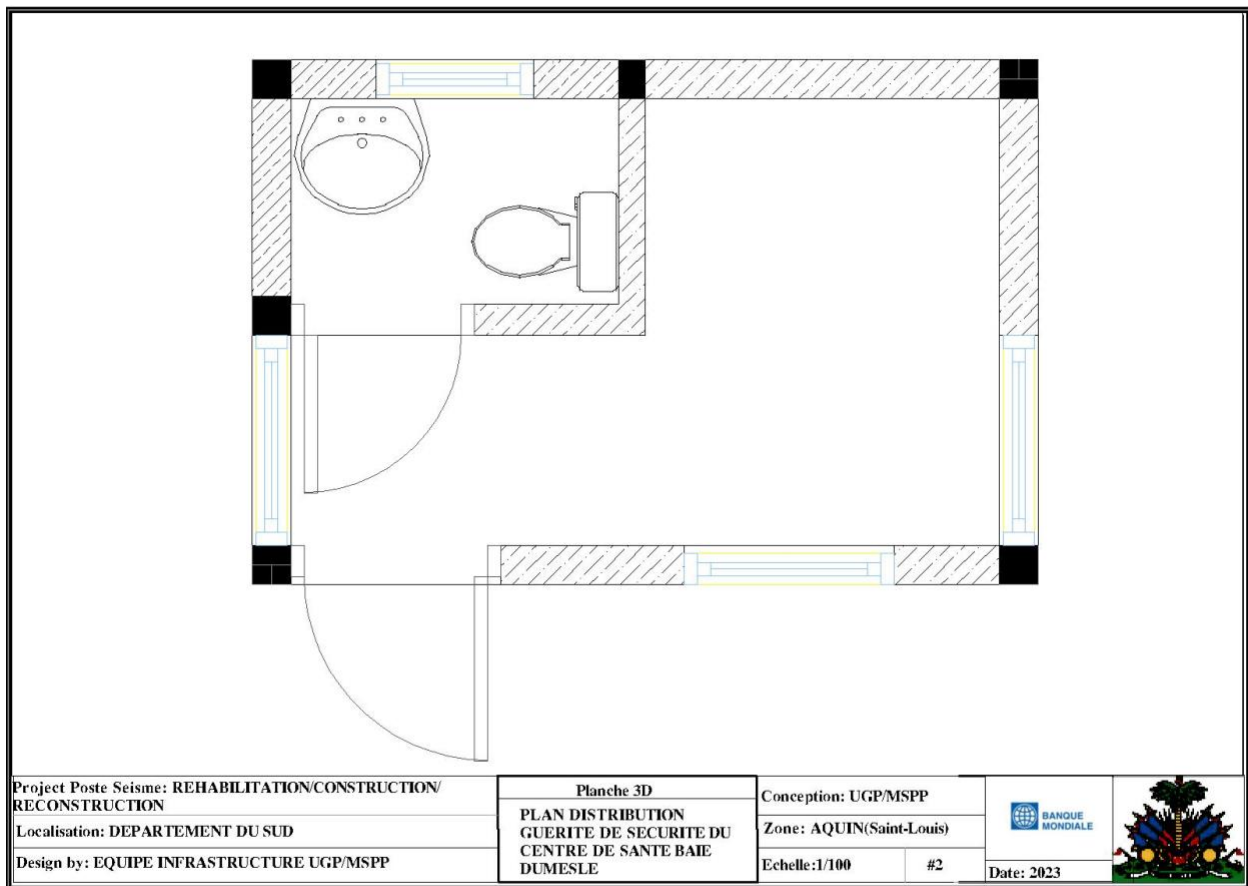 Project Poste Seisme: REHABILITATION/CONSTRUCTION/
RECONSTRUCTION
Localisation: DEPARTEMENT DU SUD
Design by: EQUIPE INFRASTRUCTURE UGP/MSPP
Planche 3D
PLAN DISTRIBUTION
GUERITE DE SECURITE DU
CENTRE DE SANTE BAIE
DUMESLE
Conception: UGP/MSPP
Zone: AQUIN(Saint-Louis)
Echelle:1/100
#2
BANQUE
MONDIALE
Date: 2023